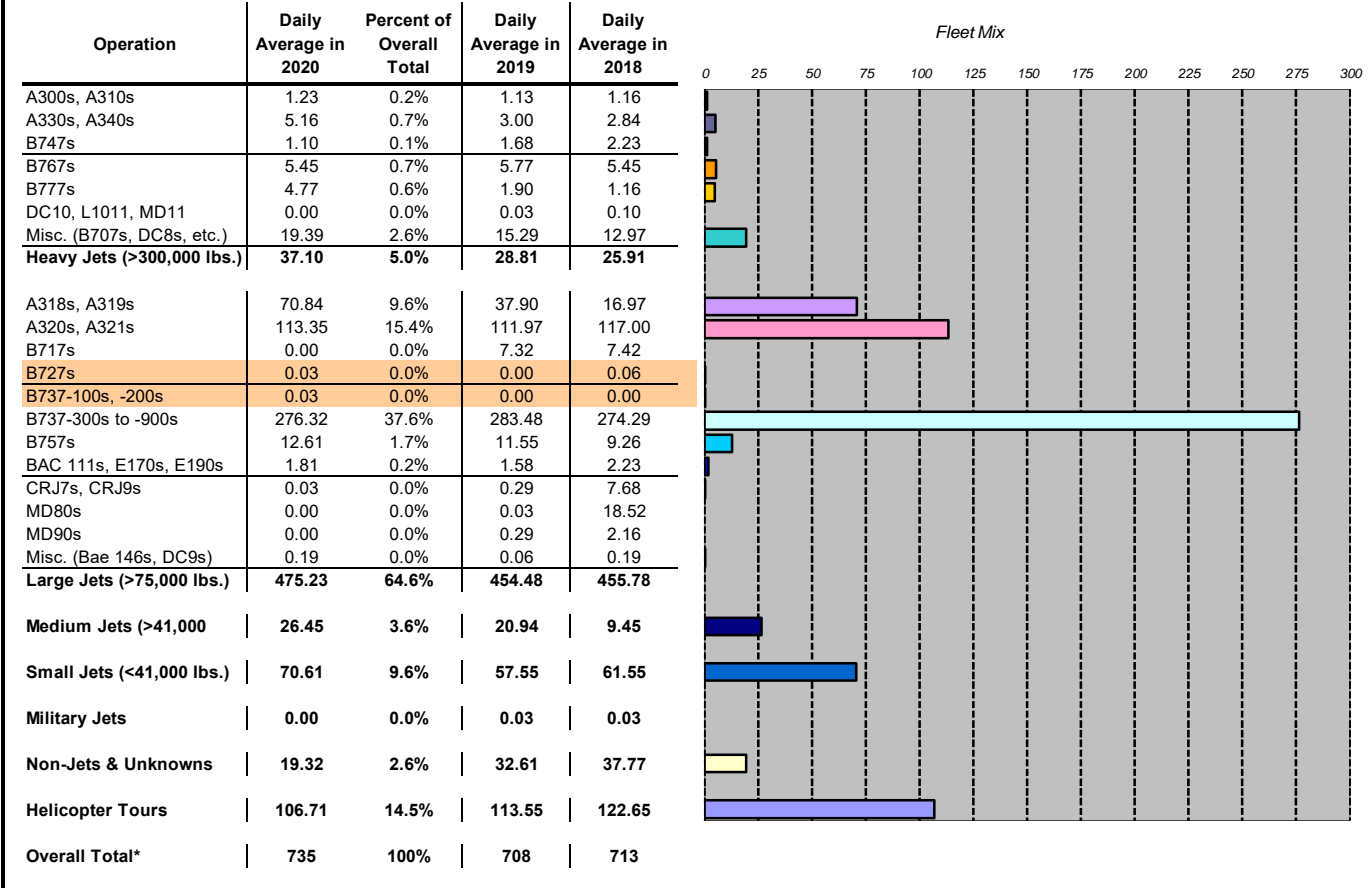 Operation Daily Average in 2020 Percent of Overall Total Daily Average in 2019 Daily Average in 2018
Fleet Mix
0 25 50 75 100 125 150 175 200 225 250 275 300
A300s, A310s 1.23 0.2% 1.13 1.16
A330s, A340s 5.16 0.7% 3.00 2.84
B747s 1.10 0.1% 1.68 2.23
B767s 5.45 0.7% 5.77 5.45
B777s 4.77 0.6% 1.90 1.16
DC10, L1011, MD11 0.00 0.0% 0.03 0.10
Misc. (B707s, DC8s, etc.) 19.39 2.6% 15.29 12.97
Heavy Jets (>300,000 lbs.) 37.10 5.0% 28.81 25.91
A318s, A319s 70.84 9.6% 37.90 16.97
A320s, A321s 113.35 15.4% 111.97 117.00
B717s 0.00 0.0% 7.32 7.42
B727s 0.03 0.0% 0.00 0.06
B737-100s, -200s 0.03 0.0% 0.00 0.00
B737-300s to -900s 276.32 37.6% 283.48 274.29
B757s 12.61 1.7% 11.55 9.26
BAC 111s, E170s, E190s 1.81 0.2% 1.58 2.23
CRJ7s, CRJ9s 0.03 0.0% 0.29 7.68
MD80s 0.00 0.0% 0.03 18.52
MD90s 0.00 0.0% 0.29 2.16
Misc. (Bae 146s, DC9s) 0.19 0.0% 0.06 0.19
Large Jets (>75,000 lbs.) 475.23 64.6% 454.48 455.78
Medium Jets (>41,000 26.45 3.6% 20.94 9.45
Small Jets (<41,000 lbs.) 70.61 9.6% 57.55 61.55
Military Jets 0.00 0.0% 0.03 0.03
Non-Jets & Unknowns 19.32 2.6% 32.61 37.77
Helicopter Tours 106.71 14.5% 113.55 122.65
Overall Total* 735 100% 708 713